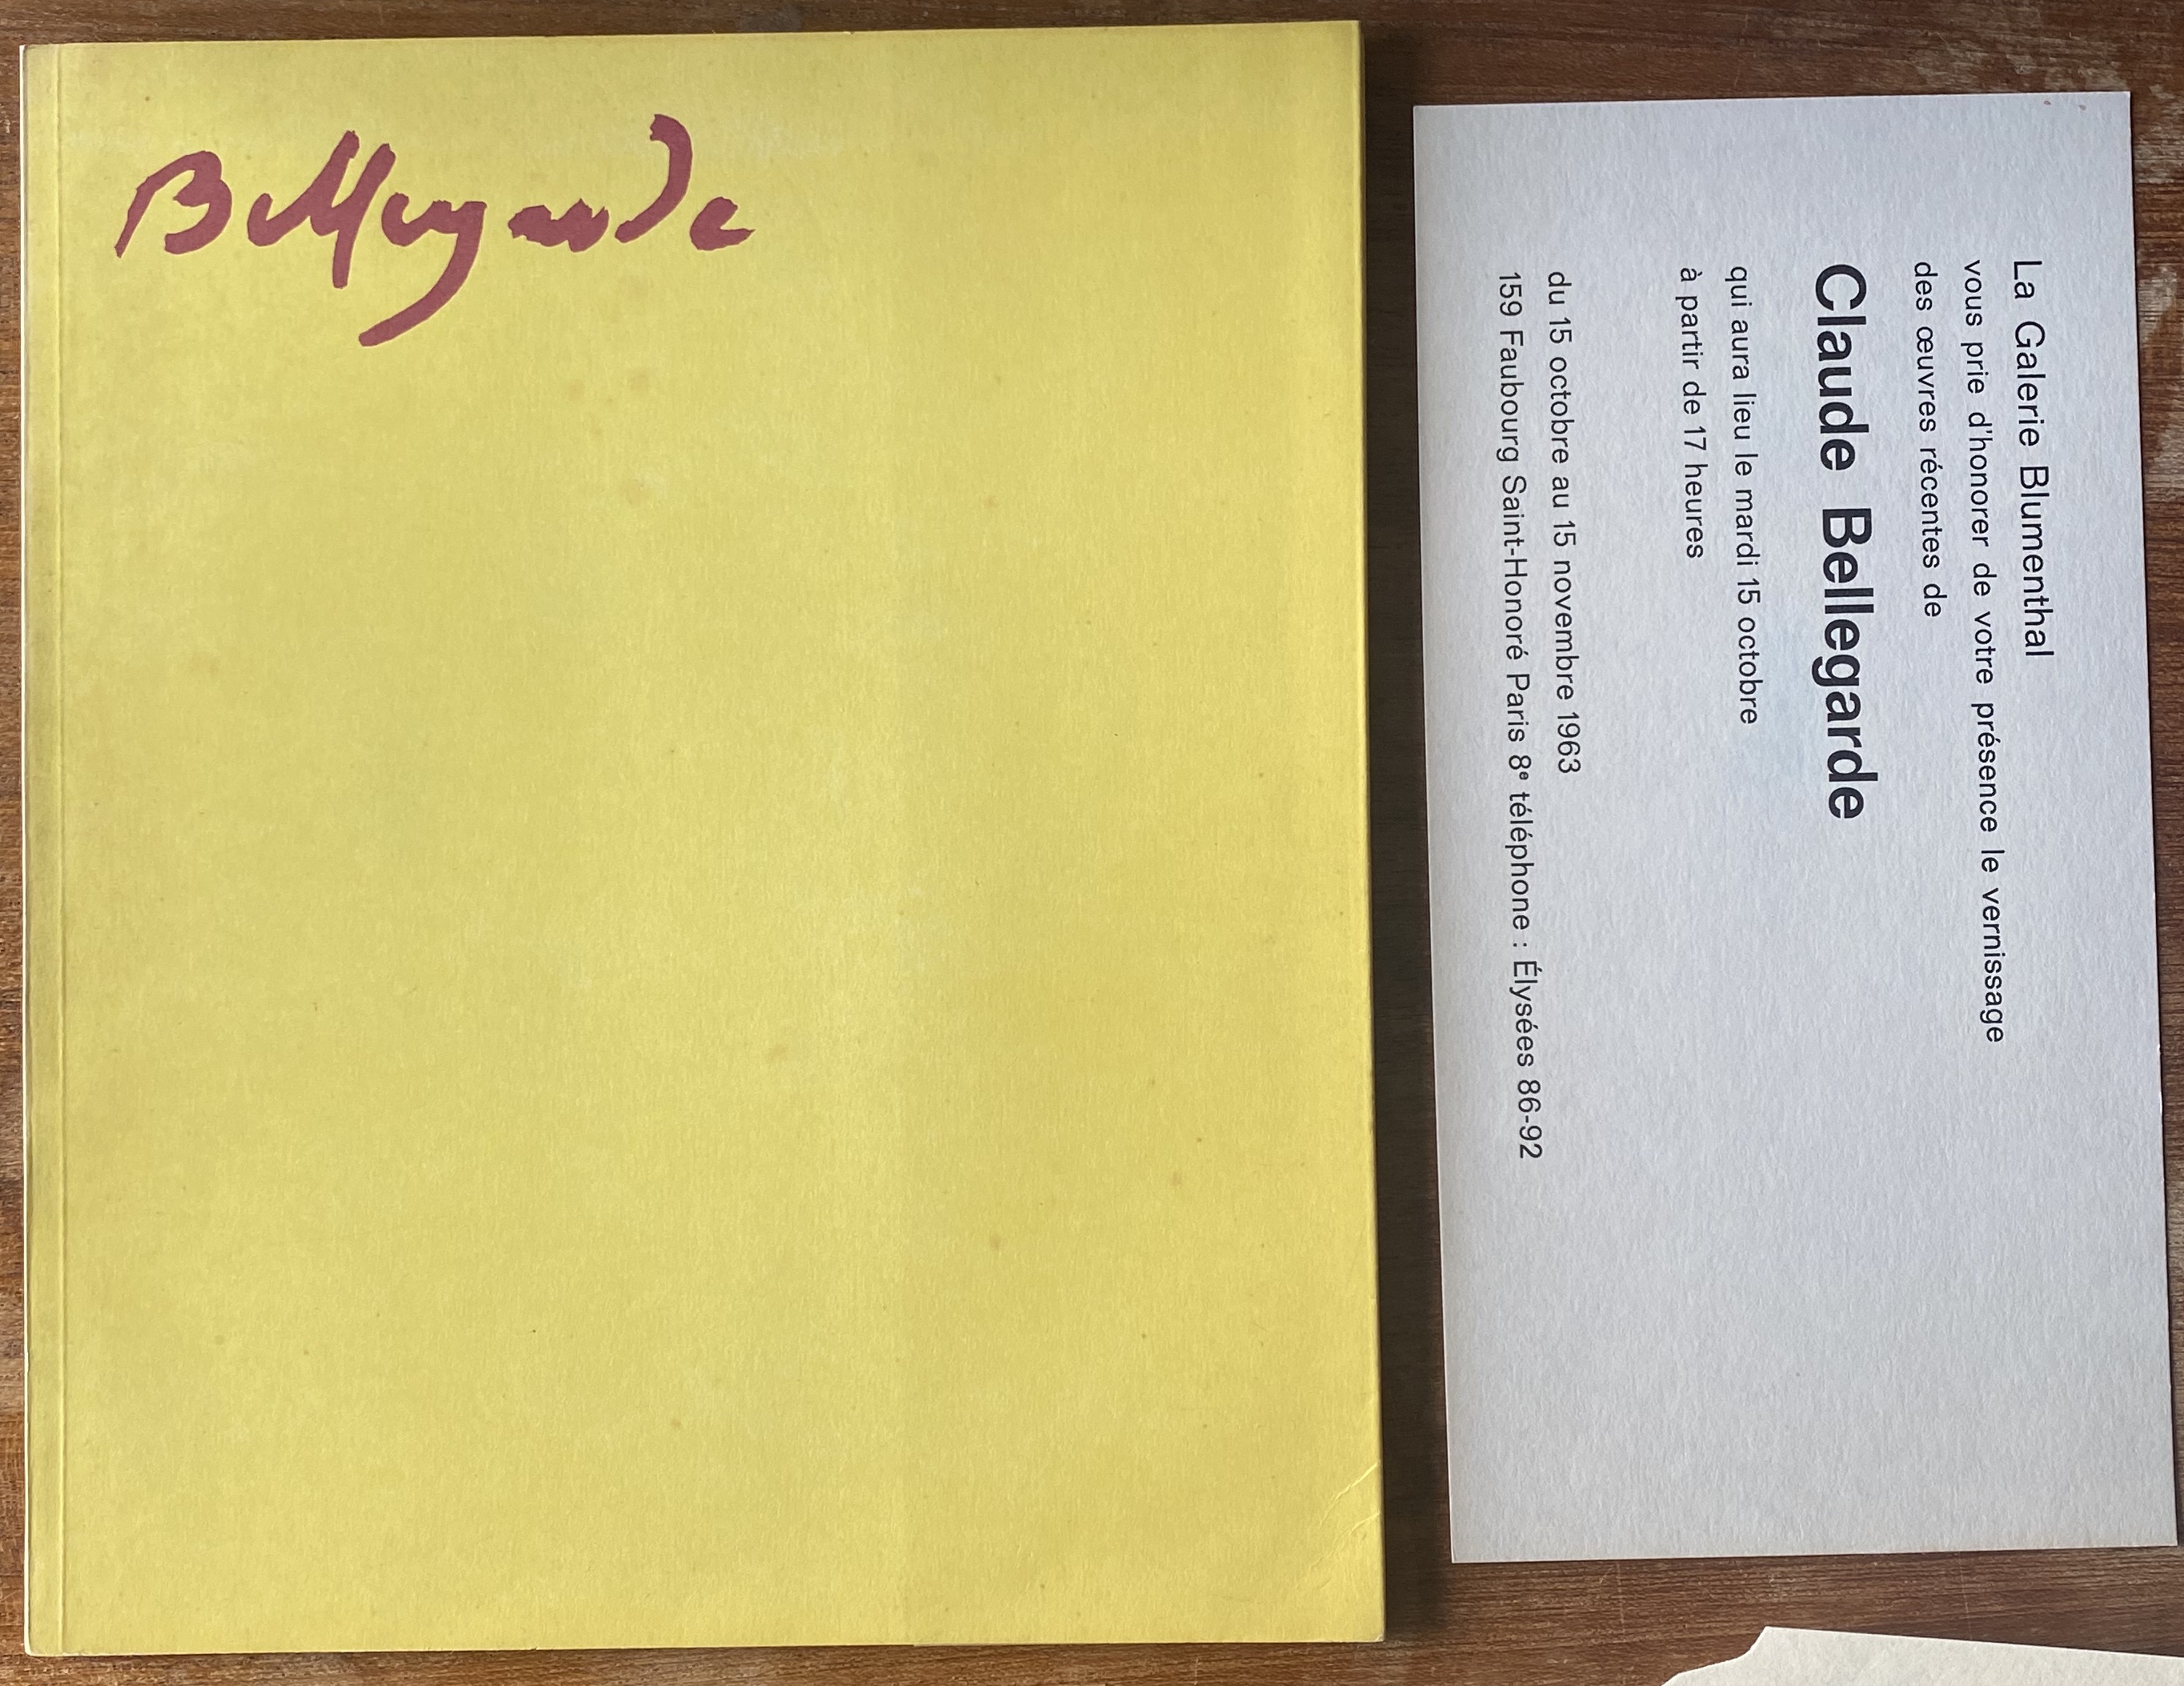 Bellegarde
La Galerie Blumenthal
vous prie d'honorer de votre présence le vernissage
des œuvres récentes de
Claude Bellegarde
qui aura lieu le mardi 15 octobre
à partir de 17 heures
du 15 octobre au 15 novembre 1963
159 Faubourg Saint-Honoré Paris 8e téléphone : Élysées 86-92